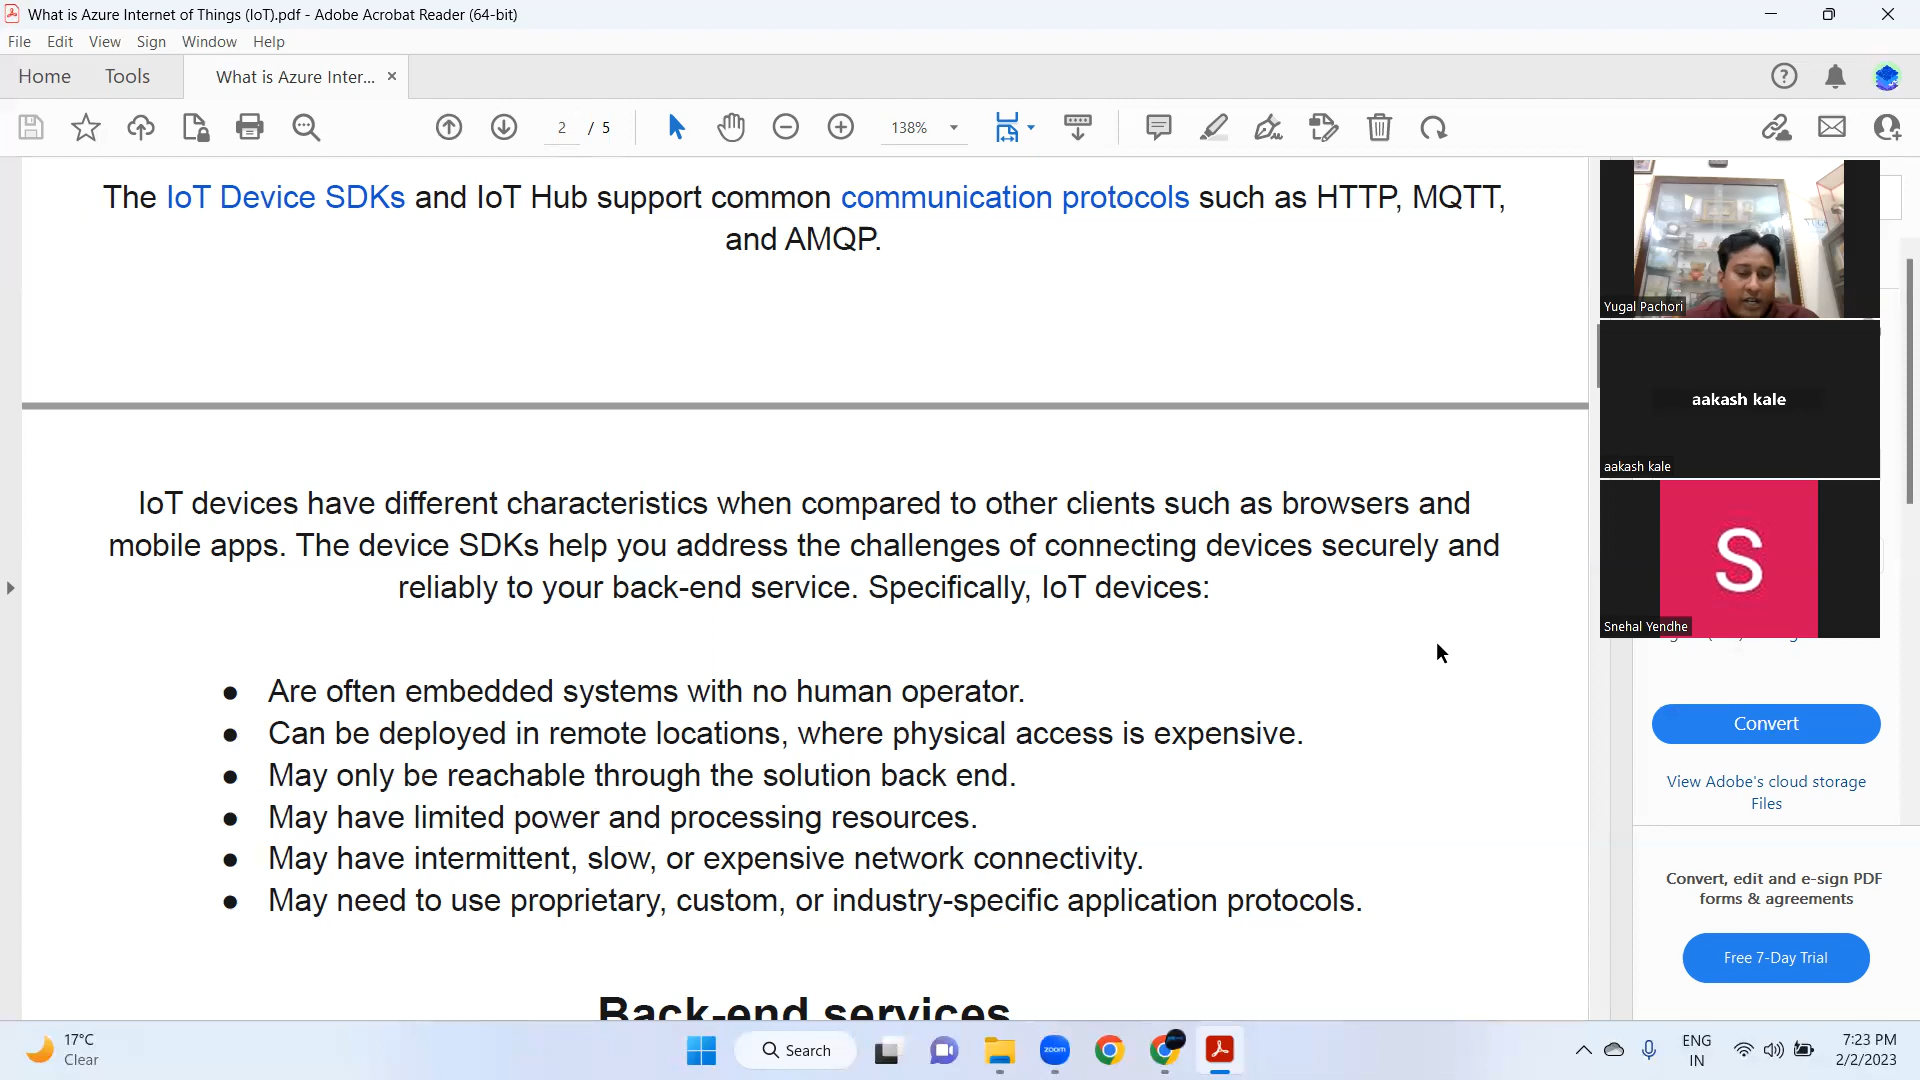 What is Azure Internet of Things (IoT).pdf - Adobe Acrobat Reader (64-bit)
File Edit View Sign Window Help
Home Tools What is Azure Inter... ×
2 / 5 138%
The IoT Device SDKs and IoT Hub support common communication protocols such as HTTP, MQTT,
and AMQP.
IoT devices have different characteristics when compared to other clients such as browsers and
mobile apps. The device SDKs help you address the challenges of connecting devices securely and
reliably to your back-end service. Specifically, IoT devices:
● Are often embedded systems with no human operator.
● Can be deployed in remote locations, where physical access is expensive.
● May only be reachable through the solution back end.
● May have limited power and processing resources.
● May have intermittent, slow, or expensive network connectivity.
● May need to use proprietary, custom, or industry-specific application protocols.
Back-end services
Yugal Pachori
aakash kale
aakash kale
S
Snehal Yendhe
Convert
View Adobe's cloud storage
Files
Convert, edit and e-sign PDF
forms & agreements
Free 7-Day Trial
17°C
Clear
Search
zoom
ENG
IN
7:23 PM
2/2/2023